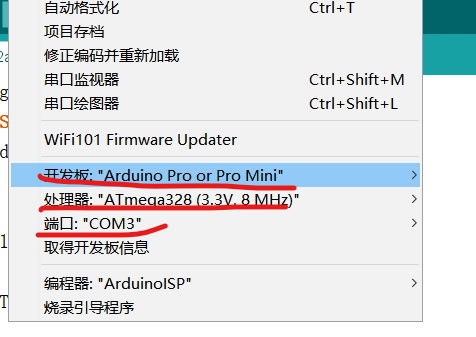 自动格式化 Ctrl+T
项目存档
修正编码并重新加载
串口监视器 Ctrl+Shift+M
串口绘图器 Ctrl+Shift+L
WiFi101 Firmware Updater
开发板: "Arduino Pro or Pro Mini"
处理器: "ATmega328 (3.3V, 8 MHz)"
端口: "COM3"
取得开发板信息
编程器: "ArduinoISP"
烧录引导程序